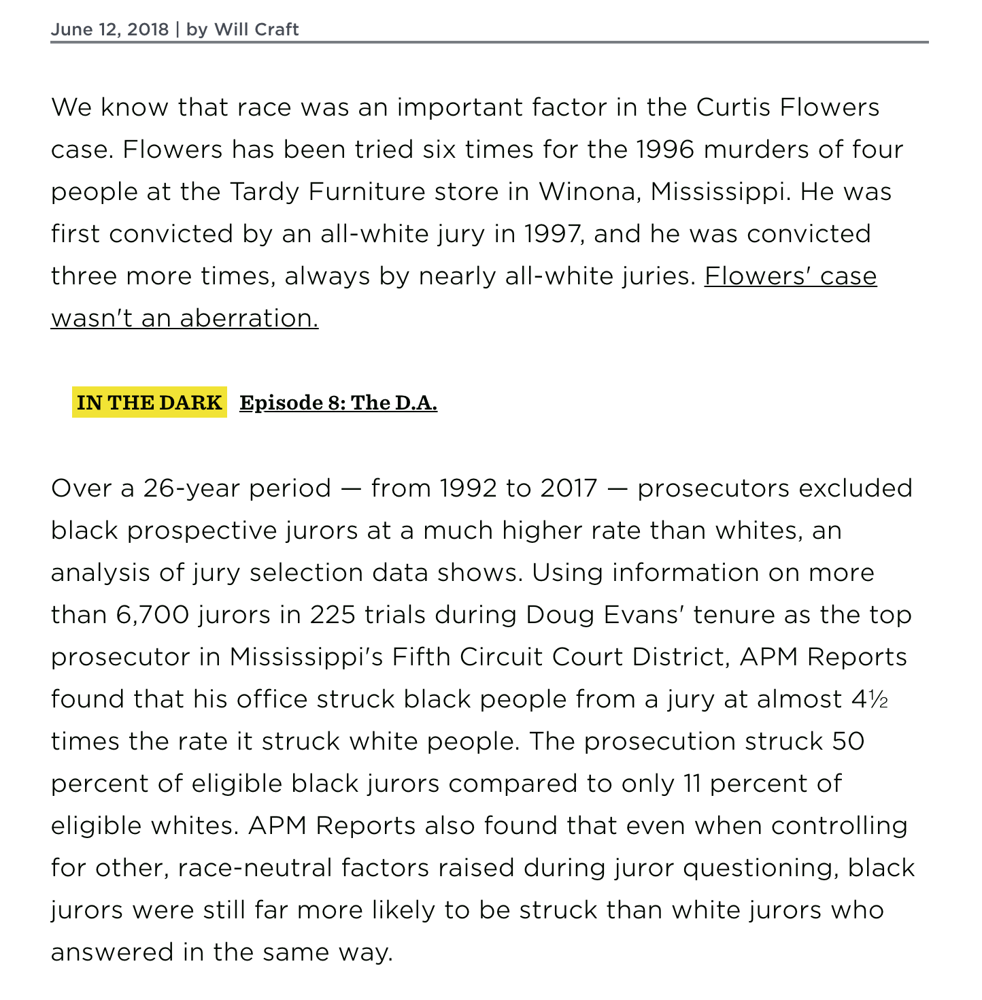 June 12, 2018 | by Will Craft
We know that race was an important factor in the Curtis Flowers
case. Flowers has been tried six times for the 1996 murders of four
people at the Tardy Furniture store in Winona, Mississippi. He was
first convicted by an all-white jury in 1997, and he was convicted
three more times, always by nearly all-white juries. Flowers' case
wasn't an aberration.
IN THE DARK Episode 8: The D.A.
Over a 26-year period — from 1992 to 2017 — prosecutors excluded
black prospective jurors at a much higher rate than whites, an
analysis of jury selection data shows. Using information on more
than 6,700 jurors in 225 trials during Doug Evans' tenure as the top
prosecutor in Mississippi's Fifth Circuit Court District, APM Reports
found that his office struck black people from a jury at almost 4½
times the rate it struck white people. The prosecution struck 50
percent of eligible black jurors compared to only 11 percent of
eligible whites. APM Reports also found that even when controlling
for other, race-neutral factors raised during juror questioning, black
jurors were still far more likely to be struck than white jurors who
answered in the same way.